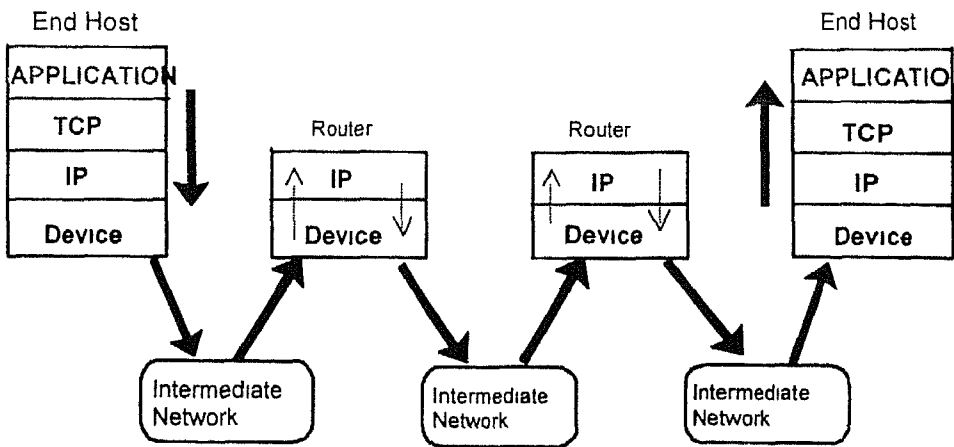 End Host
APPLICATION
TCP
IP
Device
Router
IP
Device
Router
IP
Device
End Host
APPLICATIO
TCP
IP
Device
Intermediate
Network
Intermediate
Network
Intermediate
Network